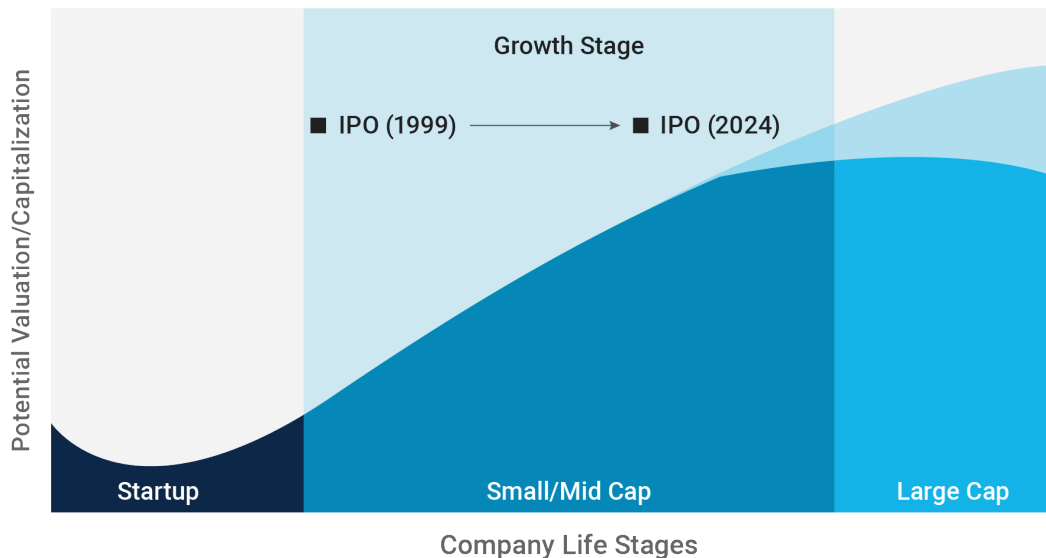 Growth Stage
IPO (1999)
IPO (2024)
Potential Valuation/Capitalization
Startup
Small/Mid Cap
Large Cap
Company Life Stages